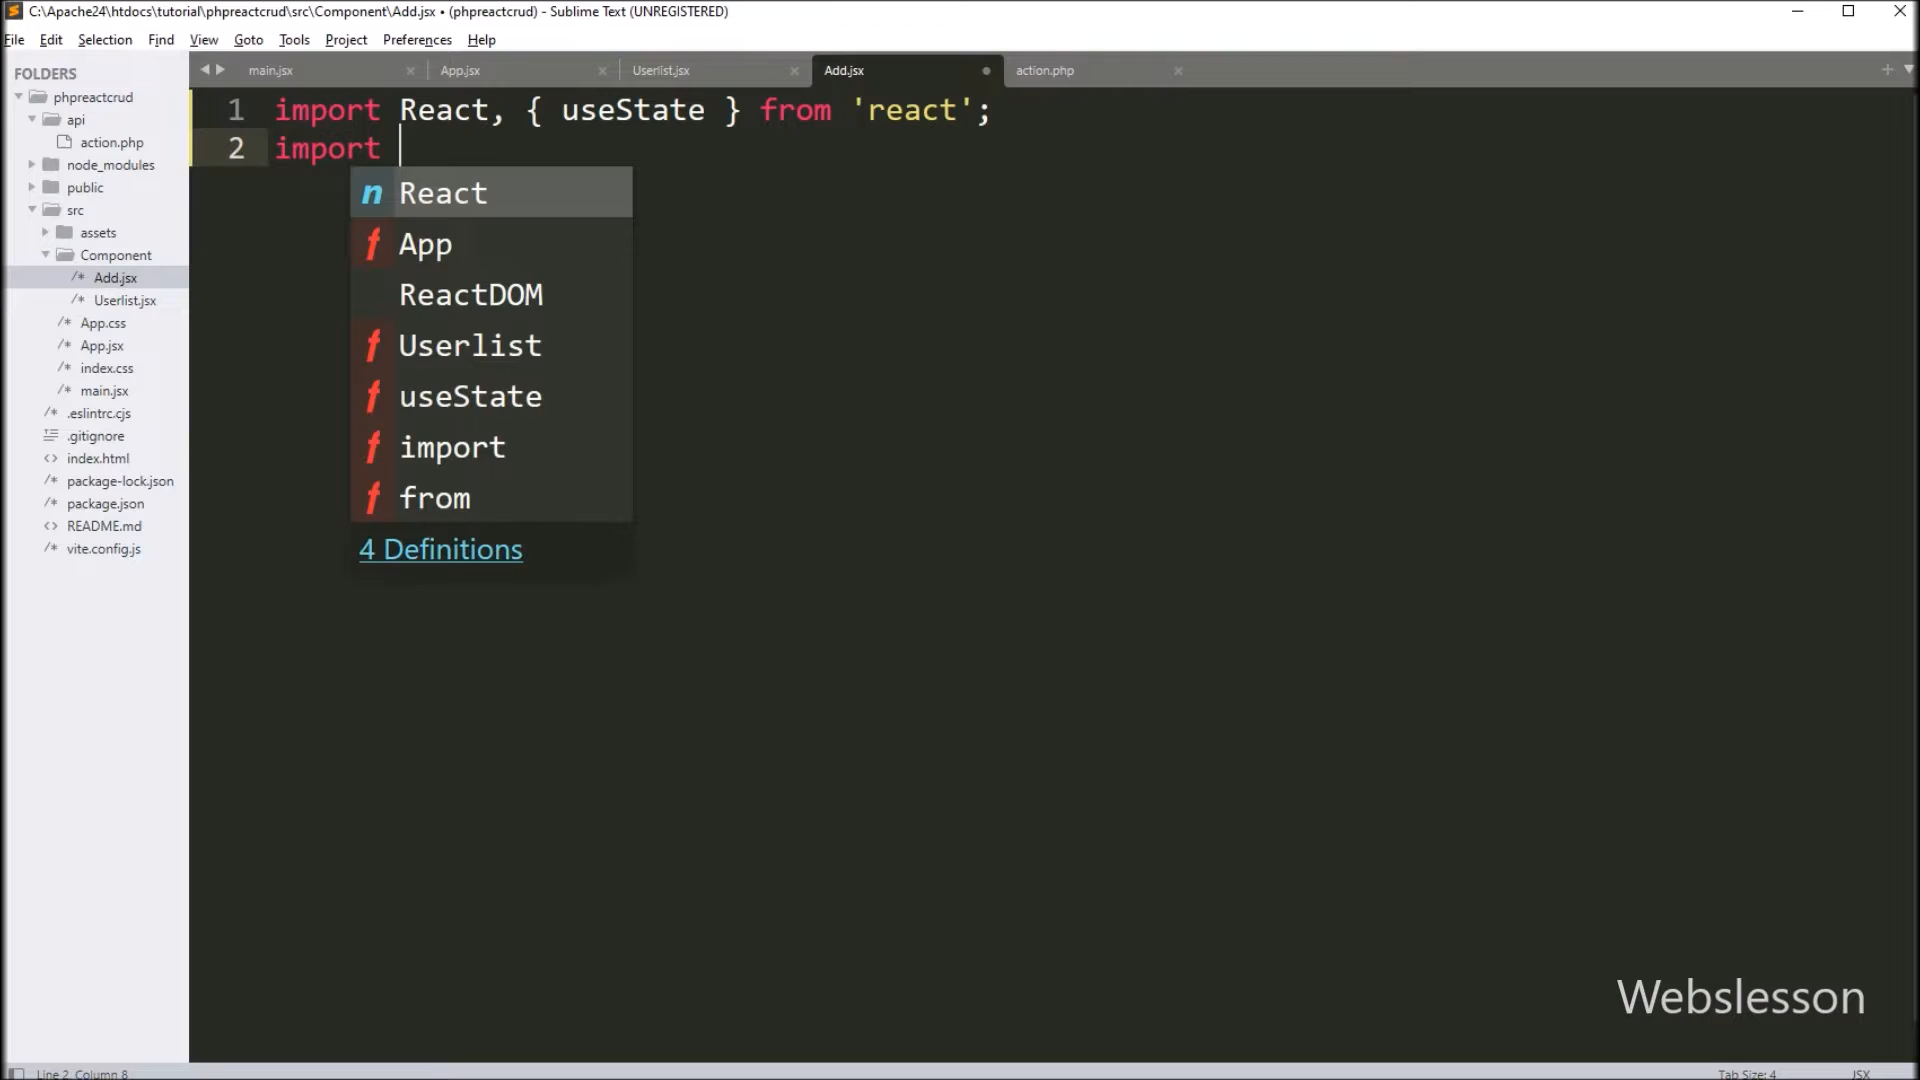 C:\Apache24\htdocs\tutorial\phpreactcrud\src\Component\Add.jsx • (phpreactcrud) - Sublime Text (UNREGISTERED)
File Edit Selection Find View Goto Tools Project Preferences Help
FOLDERS
phpreactcrud
api
action.php
node_modules
public
src
assets
Component
/* Add.jsx
/* Userlist.jsx
/* App.css
/* App.jsx
/* index.css
/* main.jsx
/* .eslintrc.cjs
.gitignore
<> index.html
/* package-lock.json
/* package.json
<> README.md
/* vite.config.js
main.jsx App.jsx Userlist.jsx Add.jsx action.php
1 import React, { useState } from 'react';
2 import
n React
f App
ReactDOM
f Userlist
f useState
f import
f from
4 Definitions
Webslesson
Line 2, Column 8 Tab Size: 4 JSX